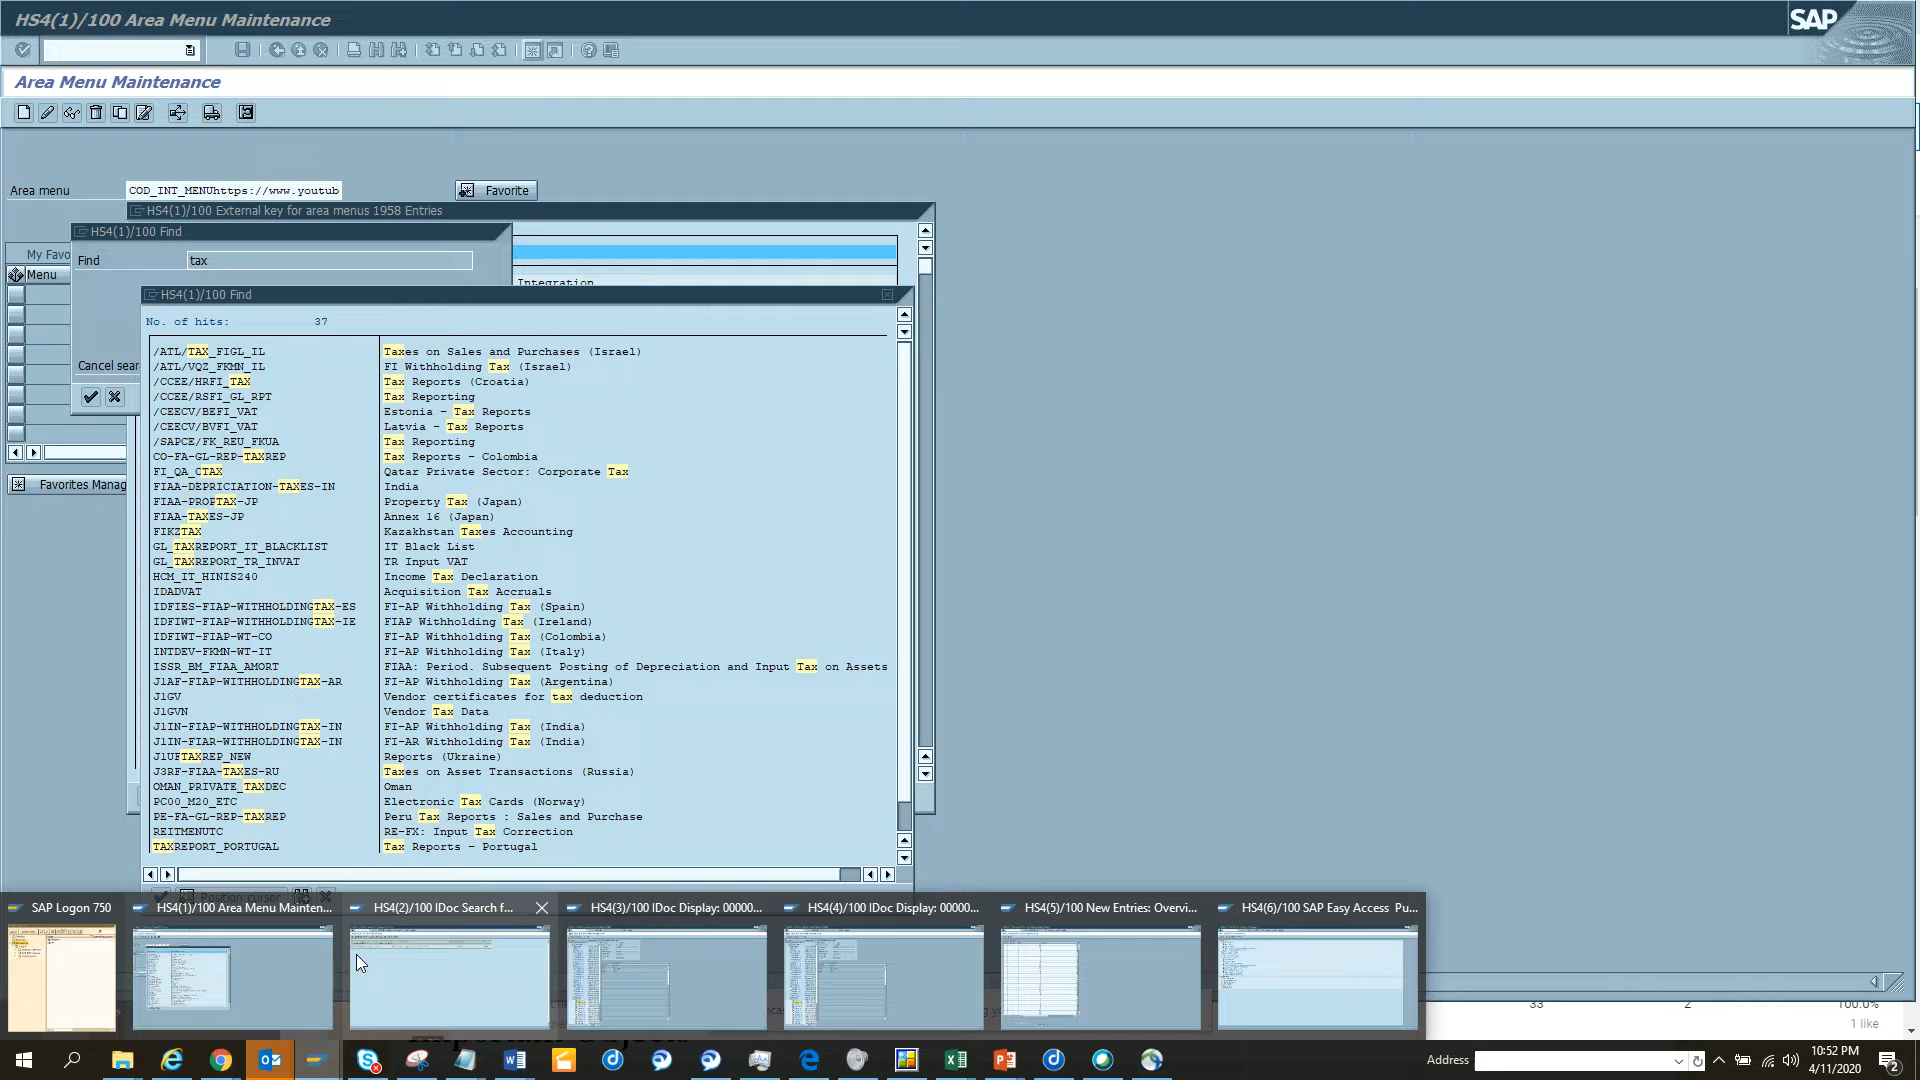 HS4(1)/100 Area Menu Maintenance
SAP
Area Menu Maintenance
Area menu
COD_INT_MENUhttps://www.youtub
Favorite
HS4(1)/100 External key for area menus 1958 Entries
HS4(1)/100 Find
My Favo
Find
tax
Menu
Integration
HS4(1)/100 Find
No. of hits: 37
/ATL/TAX_FIGL_IL Taxes on Sales and Purchases (Israel)
/ATL/VQZ_FKMN_IL FI Withholding Tax (Israel)
/CCEE/HRFI_TAX Tax Reports (Croatia)
/CCEE/RSFI_GL_RPT Tax Reporting
/CEECV/BEFI_VAT Estonia - Tax Reports
/CEECV/BVFI_VAT Latvia - Tax Reports
/SAPCE/FK_REU_FKUA Tax Reporting
CO-FA-GL-REP-TAXREP Tax Reports - Colombia
FI_QA_CTAX Qatar Private Sector: Corporate Tax
FIAA-DEPRICIATION-TAXES-IN India
FIAA-PROPTAX-JP Property Tax (Japan)
FIAA-TAXES-JP Annex 16 (Japan)
FIKZTAX Kazakhstan Taxes Accounting
GL_TAXREPORT_IT_BLACKLIST IT Black List
GL_TAXREPORT_TR_INVAT TR Input VAT
HCM_IT_HINIS240 Income Tax Declaration
IDADVAT Acquisition Tax Accruals
IDFIES-FIAP-WITHHOLDINGTAX-ES FI-AP Withholding Tax (Spain)
IDFIWT-FIAP-WITHHOLDINGTAX-IE FIAP Withholding Tax (Ireland)
IDFIWT-FIAP-WT-CO FI-AP Withholding Tax (Colombia)
INTDEV-FKMN-WT-IT FI-AP Withholding Tax (Italy)
ISSR_BM_FIAA_AMORT FIAA: Period. Subsequent Posting of Depreciation and Input Tax on Assets
J1AF-FIAP-WITHHOLDINGTAX-AR FI-AP Withholding Tax (Argentina)
J1GV Vendor certificates for tax deduction
J1GVN Vendor Tax Data
J1IN-FIAP-WITHHOLDINGTAX-IN FI-AP Withholding Tax (India)
J1IN-FIAR-WITHHOLDINGTAX-IN FI-AR Withholding Tax (India)
J1UFTAXREP_NEW Reports (Ukraine)
J3RF-FIAA-TAXES-RU Taxes on Asset Transactions (Russia)
OMAN_PRIVATE_TAXDEC Oman
PC00_M20_ETC Electronic Tax Cards (Norway)
PE-FA-GL-REP-TAXREP Peru Tax Reports : Sales and Purchase
REITMENUTC RE-FX: Input Tax Correction
TAXREPORT_PORTUGAL Tax Reports - Portugal
Cancel sear
Favorites Manag
Position cursor
SAP Logon 750
HS4(1)/100 Area Menu Mainten...
HS4(2)/100 IDoc Search f...
HS4(3)/100 IDoc Display: 00000...
HS4(4)/100 IDoc Display: 00000...
HS4(5)/100 New Entries: Overvi...
HS4(6)/100 SAP Easy Access Pu...
33 2 100.0%
1 like
Important Objects
Address
10:52 PM
4/11/2020
2